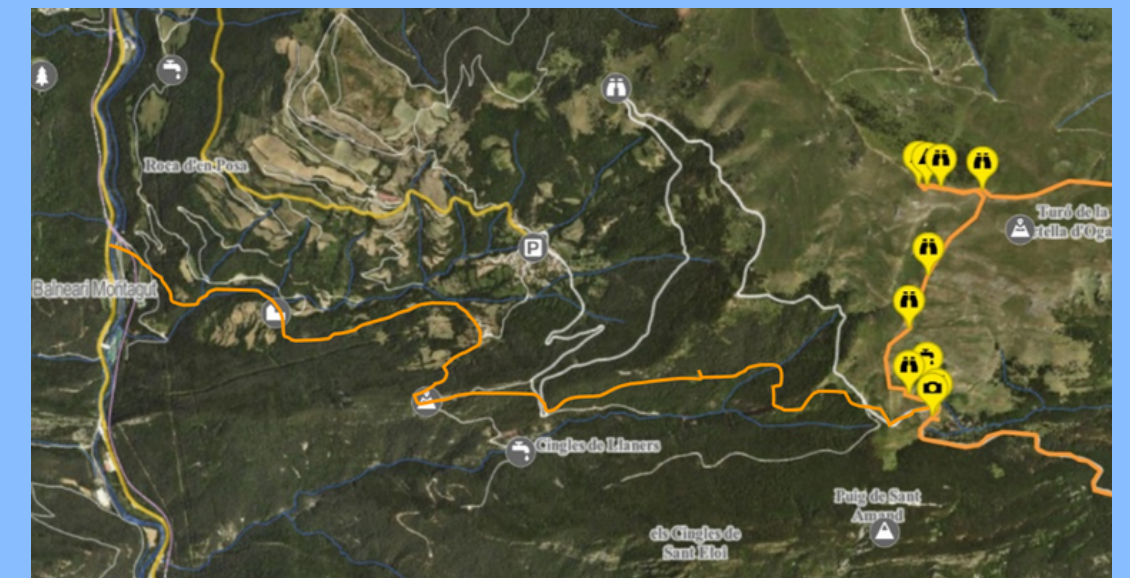 Roca d'en Posa
Turó de la
rtella d'Oga
Balneari Montagut
Cingles de Llaners
Puig de Sant
Amand
els Cingles de
Sant Eloi
P